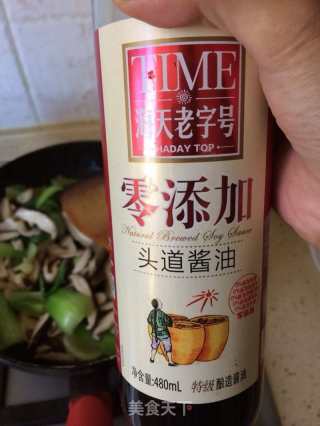 TIME
海天老字号
HADAY TOP
零添加
Natural Brewed Soy Sauce
头道酱油
净含量:480mL
特级 酿造酱油
美食天下